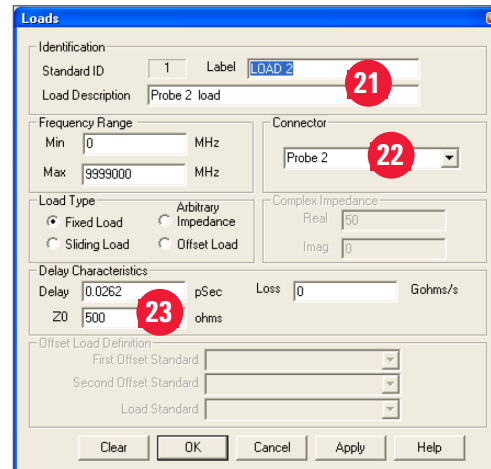 Loads
Identification
Standard ID 1 Label LOAD 2
21
Load Description Probe 2 load
Frequency Range
Min 0 MHz
Max 9999000 MHz
Connector
Probe 2
22
Load Type
Fixed Load
Arbitrary Impedance
Sliding Load
Offset Load
Complex Impedance
Real 50
Imag 0
Delay Characteristics
Delay 0.0262 pSec Loss 0 Gohms/s
Z0 500 ohms
23
Offset Load Definition
First Offset Standard
Second Offset Standard
Load Standard
Clear OK Cancel Apply Help